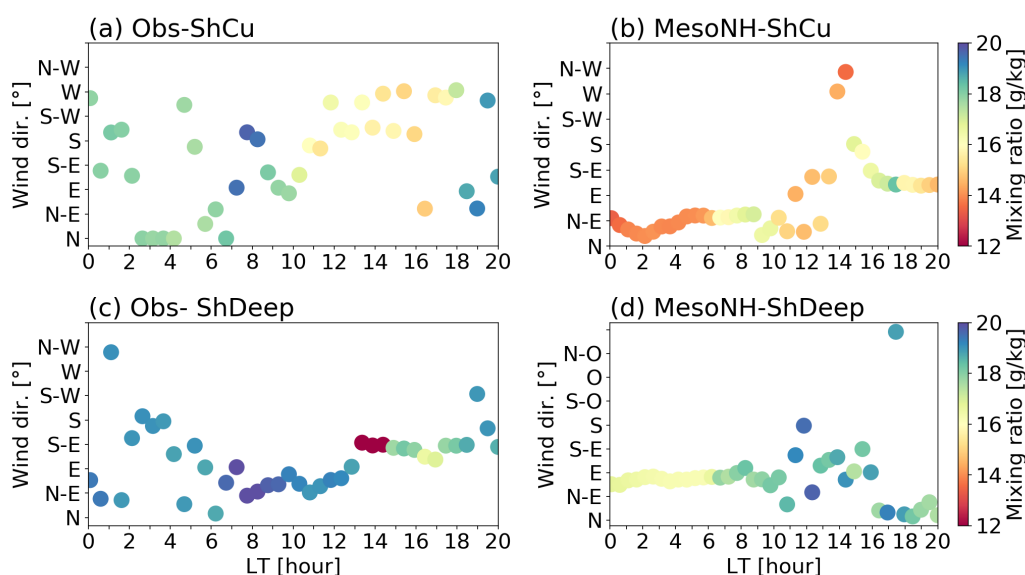 (a) Obs-ShCu
Wind dir. [°]
N-W
W
S-W
S
S-E
E
N-E
N
0 2 4 6 8 10 12 14 16 18 20
(b) MesoNH-ShCu
Wind dir. [°]
N-W
W
S-W
S
S-E
E
N-E
N
0 2 4 6 8 10 12 14 16 18 20
20
18
16
14
12
Mixing ratio [g/kg]
(c) Obs- ShDeep
Wind dir. [°]
N-W
W
S-W
S
S-E
E
N-E
N
0 2 4 6 8 10 12 14 16 18 20
LT [hour]
(d) MesoNH-ShDeep
Wind dir. [°]
N-O
O
S-O
S
S-E
E
N-E
N
0 2 4 6 8 10 12 14 16 18 20
LT [hour]
20
18
16
14
12
Mixing ratio [g/kg]